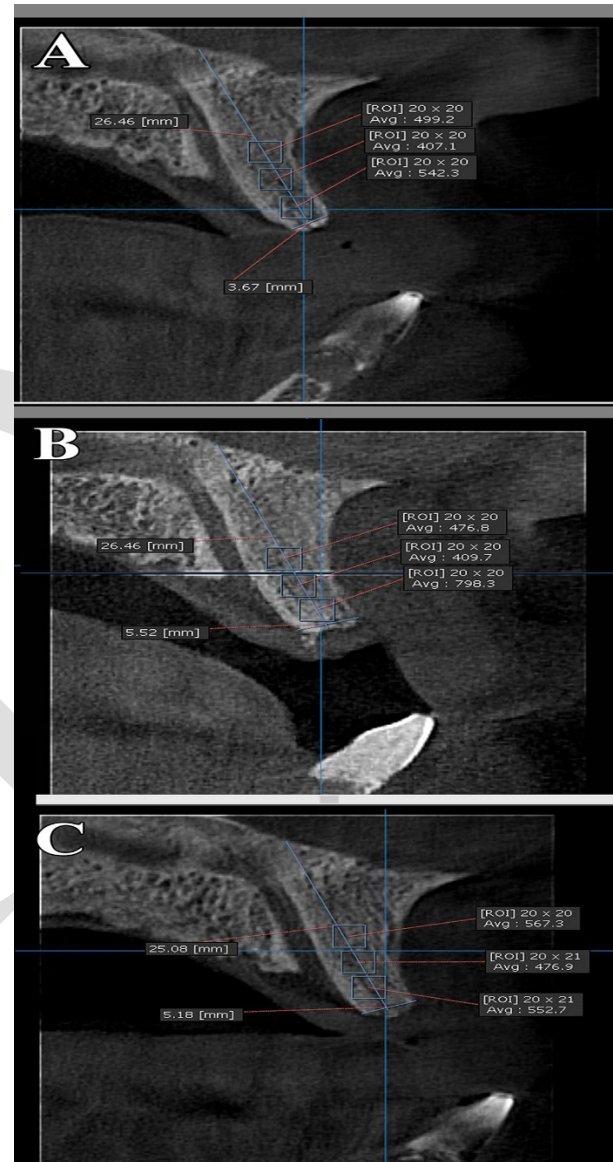 A
26.46 [mm]
[ROI] 20 x 20
Avg : 499.2
[ROI] 20 x 20
Avg : 407.1
[ROI] 20 x 20
Avg : 542.3
3.67 [mm]
B
26.46 [mm]
[ROI] 20 x 20
Avg : 476.8
[ROI] 20 x 20
Avg : 409.7
[ROI] 20 x 20
Avg : 798.3
5.52 [mm]
C
25.08 [mm]
[ROI] 20 x 20
Avg : 567.3
[ROI] 20 x 21
Avg : 476.9
[ROI] 20 x 21
Avg : 552.7
5.18 [mm]